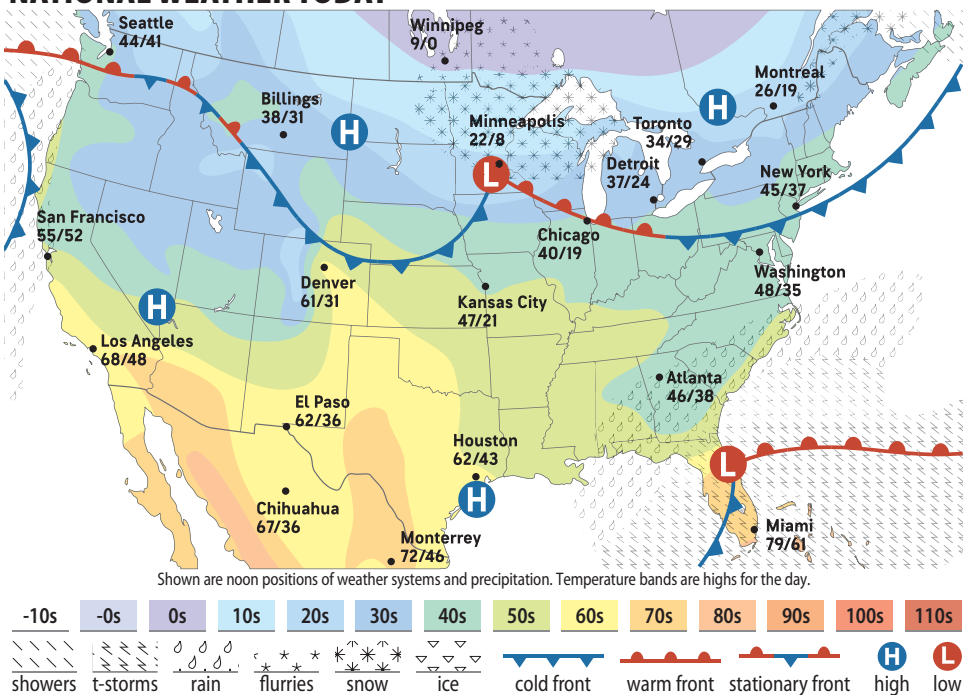 NATIONAL WEATHER TODAY
Seattle
44/41
Winnipeg
9/0
Montreal
26/19
Billings
38/31
H
H
Minneapolis
22/8
Toronto
34/29
Detroit
37/24
L
New York
45/37
San Francisco
55/52
Chicago
40/19
Washington
48/35
Denver
61/31
Kansas City
47/21
H
Los Angeles
68/48
Atlanta
46/38
El Paso
62/36
Houston
62/43
L
H
Chihuahua
67/36
Miami
79/61
Monterrey
72/46
Shown are noon positions of weather systems and precipitation. Temperature bands are highs for the day.
-10s -0s 0s 10s 20s 30s 40s 50s 60s 70s 80s 90s 100s 110s
H L
showers t-storms rain flurries snow ice cold front warm front stationary front high low